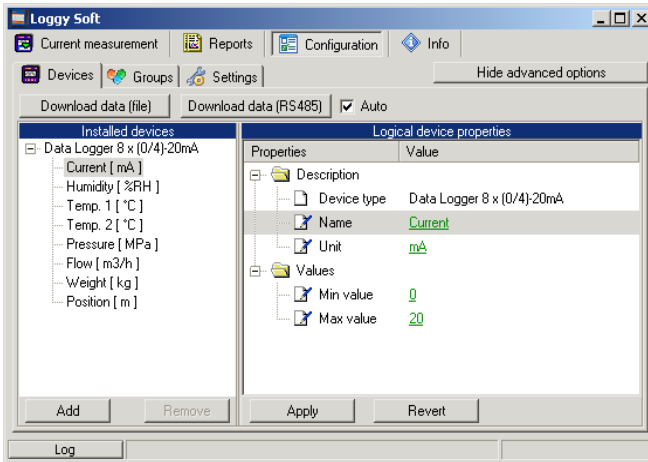 Loggy Soft
Current measurement Reports Configuration Info
Devices Groups Settings Hide advanced options
Download data (file) Download data (RS485) Auto
Installed devices
Data Logger 8 x (0/4)-20mA
Current [ mA ]
Humidity [ %RH ]
Temp. 1 [ °C ]
Temp. 2 [ °C ]
Pressure [ MPa ]
Flow [ m3/h ]
Weight [ kg ]
Position [ m ]
Add Remove
Logical device properties
Properties Value
Description
Device type Data Logger 8 x (0/4)-20mA
Name Current
Unit mA
Values
Min value 0
Max value 20
Apply Revert
Log